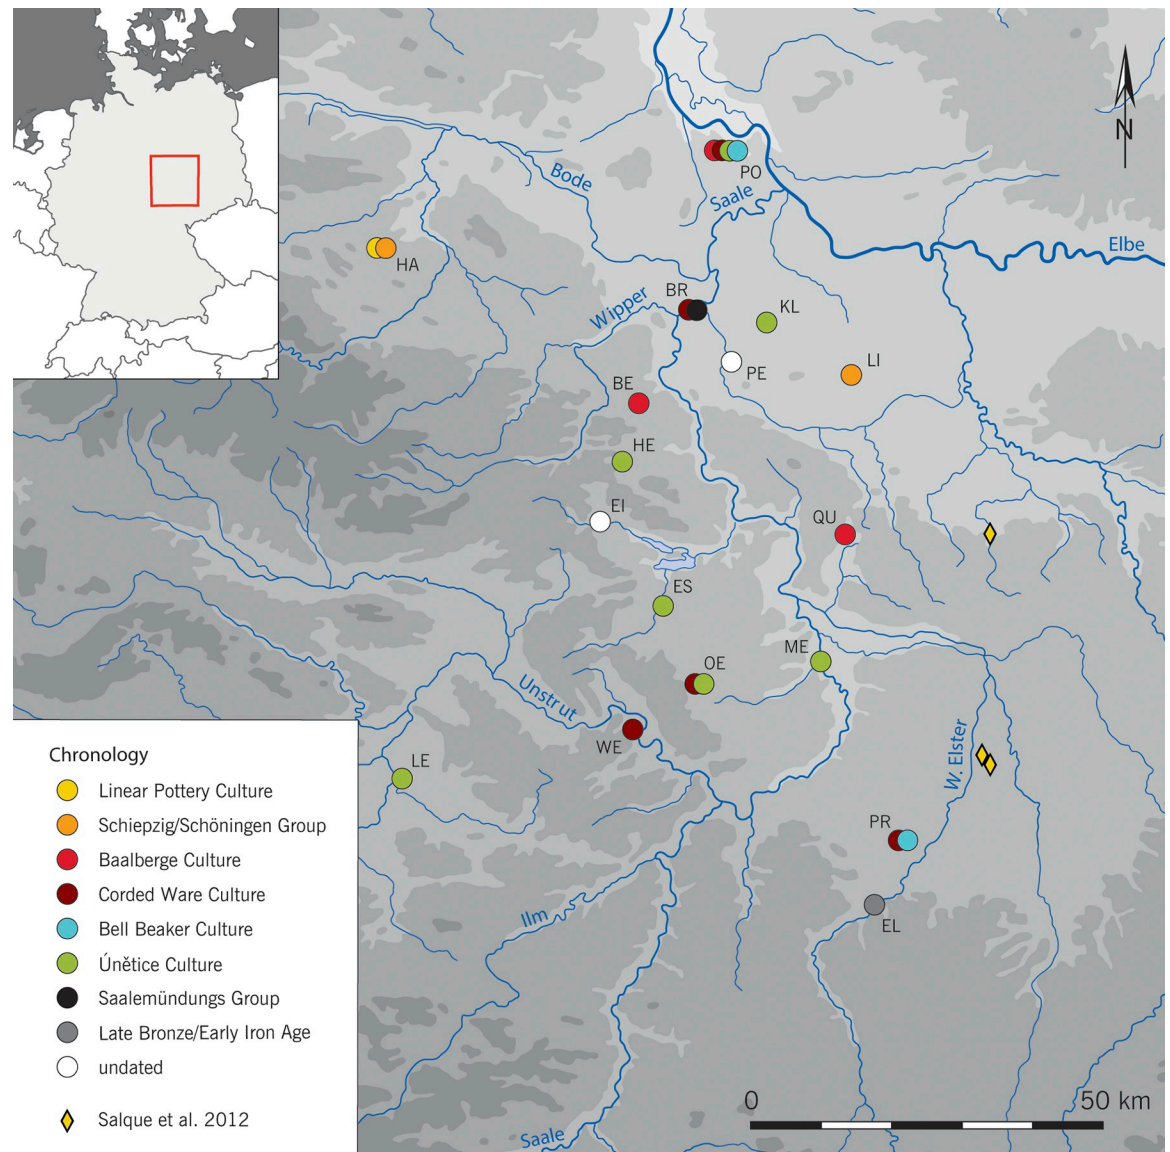 N
Bode
PO
Saale
Elbe
HA
BR
Wipper
KL
PE
LI
BE
HE
EI
QU
ES
ME
OE
Unstrut
WE
W. Elster
LE
PR
EL
Ilm
Saale
Chronology
Linear Pottery Culture
Schiepzig/Schöningen Group
Baalberge Culture
Corded Ware Culture
Bell Beaker Culture
Únětice Culture
Saalemündungs Group
Late Bronze/Early Iron Age
undated
Salque et al. 2012
0 50 km